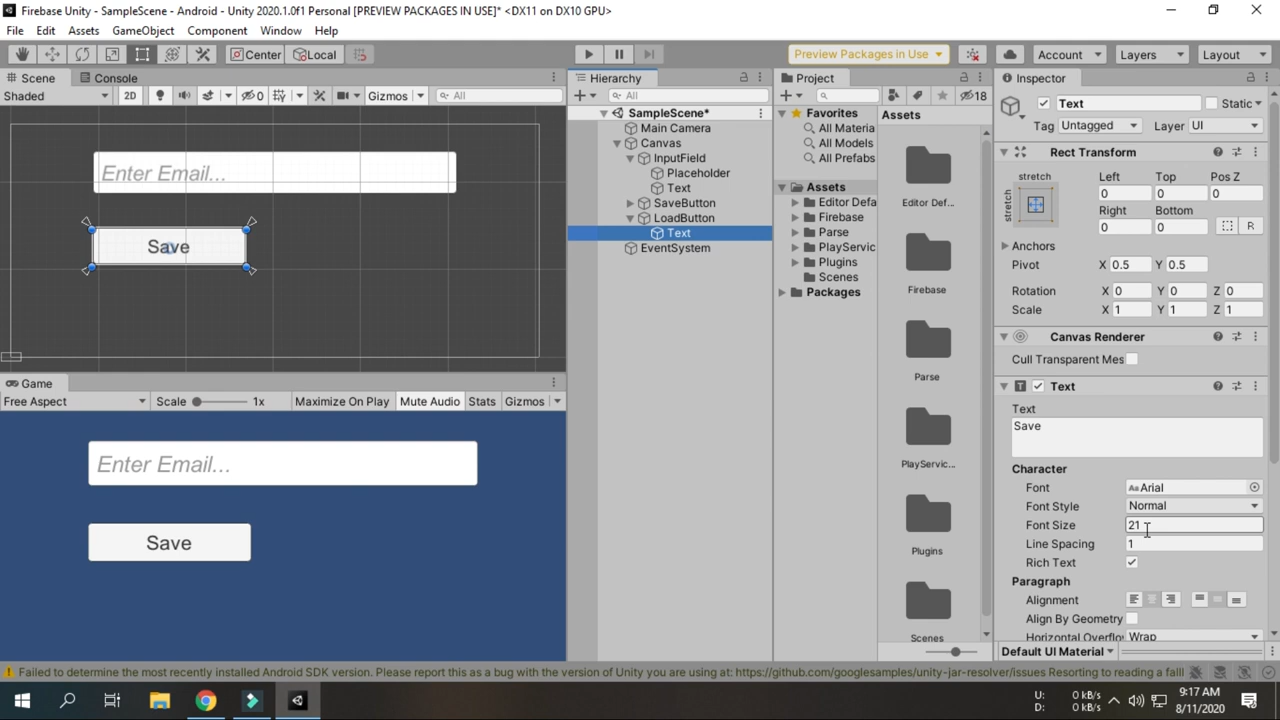 Firebase Unity - SampleScene - Android - Unity 2020.1.0f1 Personal [PREVIEW PACKAGES IN USE]* <DX11 on DX10 GPU>
File Edit Assets GameObject Component Window Help
Center Local Preview Packages in Use Account Layers Layout
Scene Console
Shaded 2D 0 Gizmos All
Enter Email...
Save
Game
Free Aspect Scale 1x Maximize On Play Mute Audio Stats Gizmos
Enter Email...
Save
Hierarchy
All
SampleScene*
Main Camera
Canvas
InputField
Placeholder
Text
SaveButton
LoadButton
Text
EventSystem
Project
18
Favorites
All Materia
All Models
All Prefabs
Assets
Editor Defa
Firebase
Parse
PlayServic
Plugins
Scenes
Packages
Assets
Editor Def...
Firebase
Parse
PlayServic...
Plugins
Scenes
Inspector
Text Static
Tag Untagged Layer UI
Rect Transform
stretch Left Top Pos Z
stretch 0 0 0
Right Bottom
0 0 R
Anchors
Pivot X 0.5 Y 0.5
Rotation X 0 Y 0 Z 0
Scale X 1 Y 1 Z 1
Canvas Renderer
Cull Transparent Mes
Text
Text
Save
Character
Font Arial
Font Style Normal
Font Size 21
Line Spacing 1
Rich Text
Paragraph
Alignment
Align By Geometry
Horizontal Overflo Wrap
Default UI Material
Failed to determine the most recently installed Android SDK version. Please report this as a bug with the version of Unity you are using at: https://github.com/googlesamples/unity-jar-resolver/issues Resorting to reading a falll
U: 0 kB/s
D: 0 kB/s
9:17 AM
8/11/2020